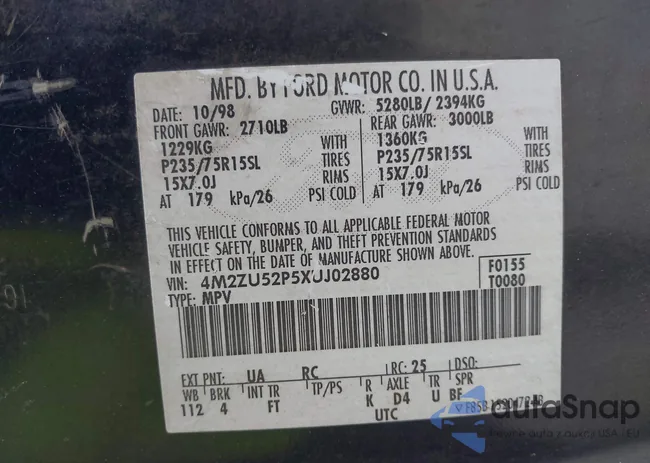 MFD. BY FORD MOTOR CO. IN U.S.A.
DATE: 10/98 GVWR: 5280LB/ 2394KG
FRONT GAWR: 2710LB REAR GAWR: 3000LB
1229KG WITH 1360KG WITH
P235/75R15SL TIRES P235/75R15SL TIRES
15X7.0J RIMS 15X7.0J RIMS
AT 179 kPa/26 PSI COLD AT 179 kPa/26 PSI COLD
THIS VEHICLE CONFORMS TO ALL APPLICABLE FEDERAL MOTOR
VEHICLE SAFETY, BUMPER, AND THEFT PREVENTION STANDARDS
IN EFFECT ON THE DATE OF MANUFACTURE SHOWN ABOVE.
VIN: 4M2ZU52P5XUJ02880 F0155
TYPE: MPV T0080
EXT PNT: UA RC RC: 25 DSO:
WB BRK INT TR TP/PS R AXLE TR SPR
112 4 FT K D4 U BF
UTC
autaSnap